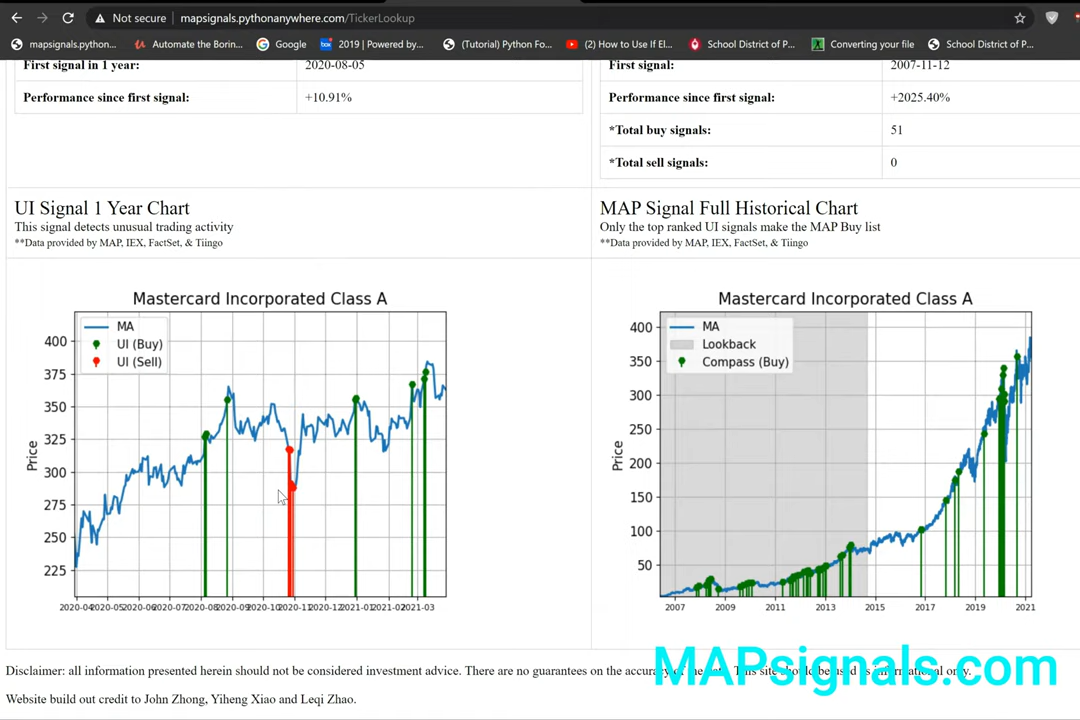 Not secure | mapsignals.pythonanywhere.com/TickerLookup
mapsignals.python... Automate the Borin... Google 2019 | Powered by... (Tutorial) Python Fo... (2) How to Use If El... School District of P... Converting your file School District of P...
First signal in 1 year: 2020-08-05
Performance since first signal: +10.91%
First signal: 2007-11-12
Performance since first signal: +2025.40%
*Total buy signals: 51
*Total sell signals: 0
UI Signal 1 Year Chart
This signal detects unusual trading activity
**Data provided by MAP, IEX, FactSet, & Tiingo
MAP Signal Full Historical Chart
Only the top ranked UI signals make the MAP Buy list
**Data provided by MAP, IEX, FactSet, & Tiingo
Mastercard Incorporated Class A
MA
UI (Buy)
UI (Sell)
400
375
350
325
300
275
250
225
Price
2020-04 2020-05 2020-06 2020-07 2020-08 2020-09 2020-10 2020-11 2020-12 2021-01 2021-02 2021-03
Mastercard Incorporated Class A
MA
Lookback
Compass (Buy)
400
350
300
250
200
150
100
50
Price
2007 2009 2011 2013 2015 2017 2019 2021
Disclaimer: all information presented herein should not be considered investment advice. There are no guarantees on the accuracy of the This site should be used as informational only.
MAPsignals.com
Website build out credit to John Zhong, Yiheng Xiao and Leqi Zhao.